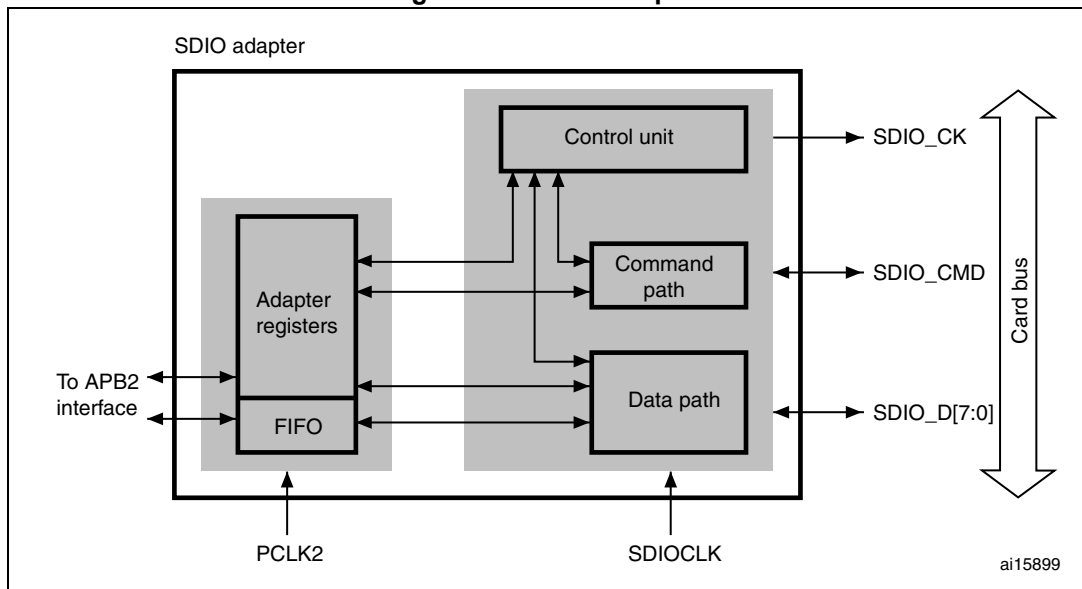 SDIO adapter
Control unit
SDIO_CK
Command
path
SDIO_CMD
Adapter
registers
Card bus
To APB2
interface
Data path
SDIO_D[7:0]
FIFO
PCLK2
SDIOCLK
ai15899